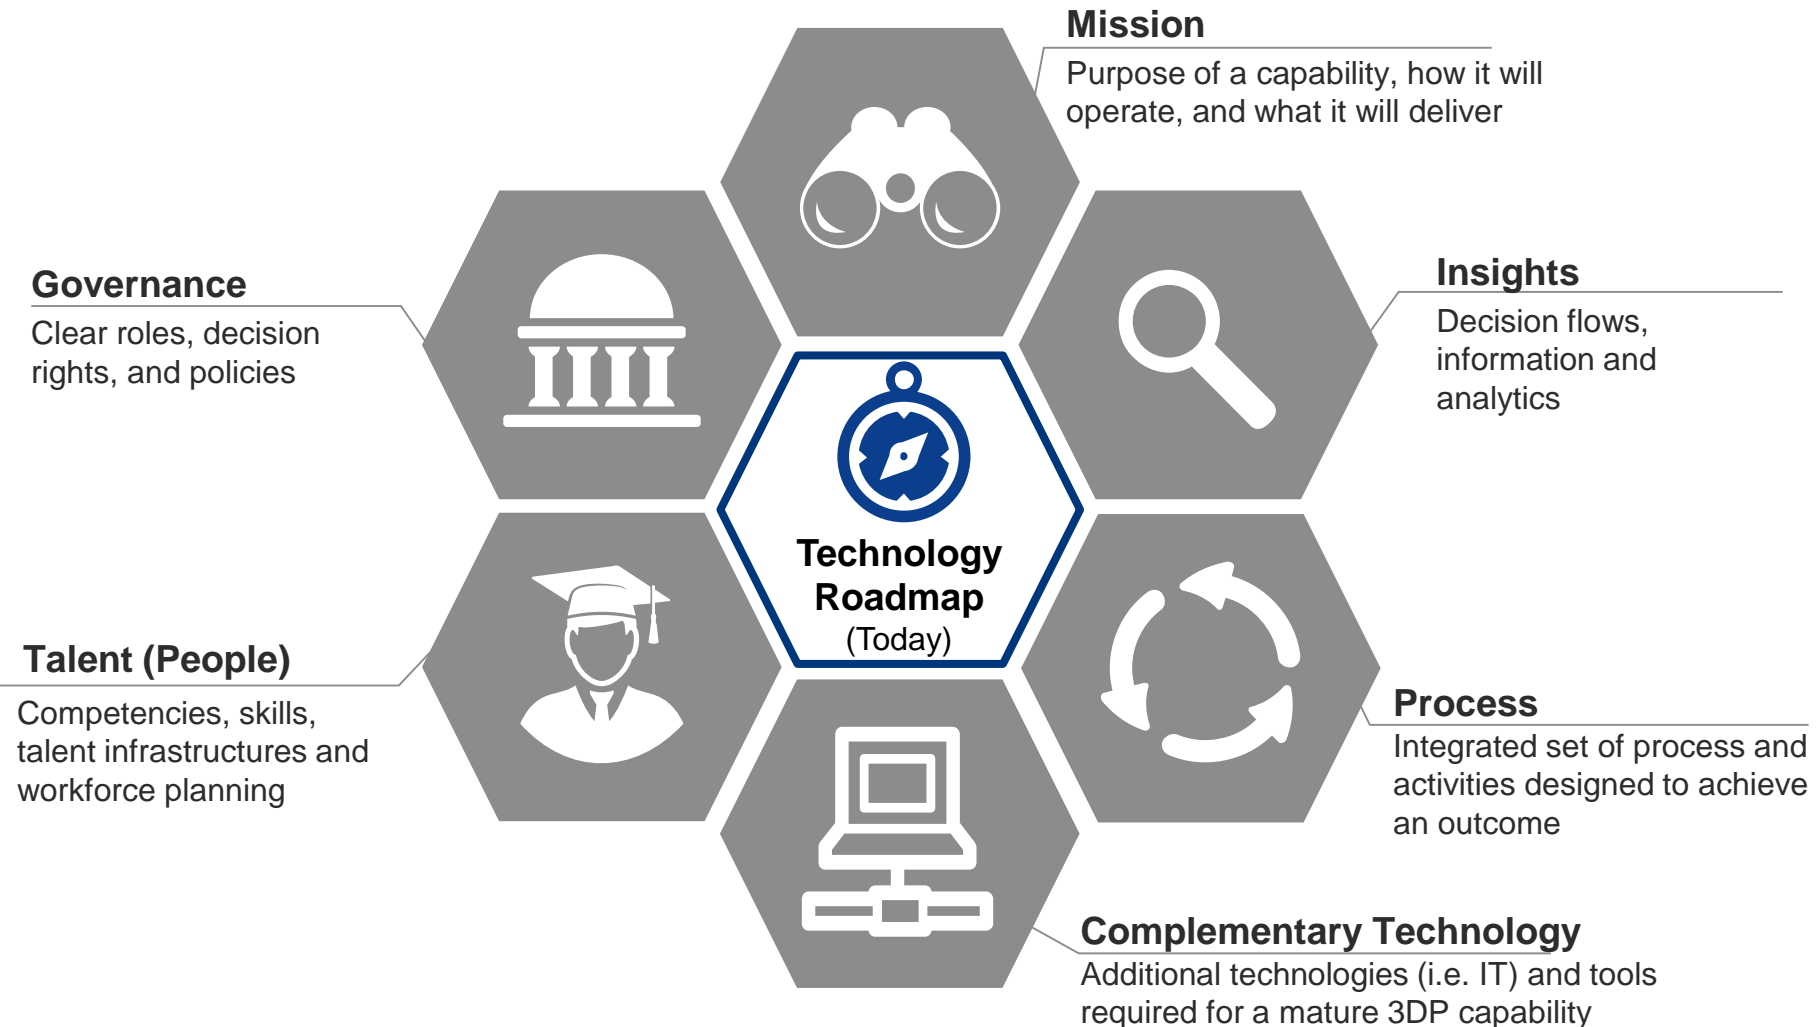 Mission
Purpose of a capability, how it will
operate, and what it will deliver
Governance
Clear roles, decision
rights, and policies
Insights
Decision flows,
information and
analytics
Technology
Roadmap
(Today)
Talent (People)
Competencies, skills,
talent infrastructures and
workforce planning
Process
Integrated set of process and
activities designed to achieve
an outcome
Complementary Technology
Additional technologies (i.e. IT) and tools
required for a mature 3DP capability